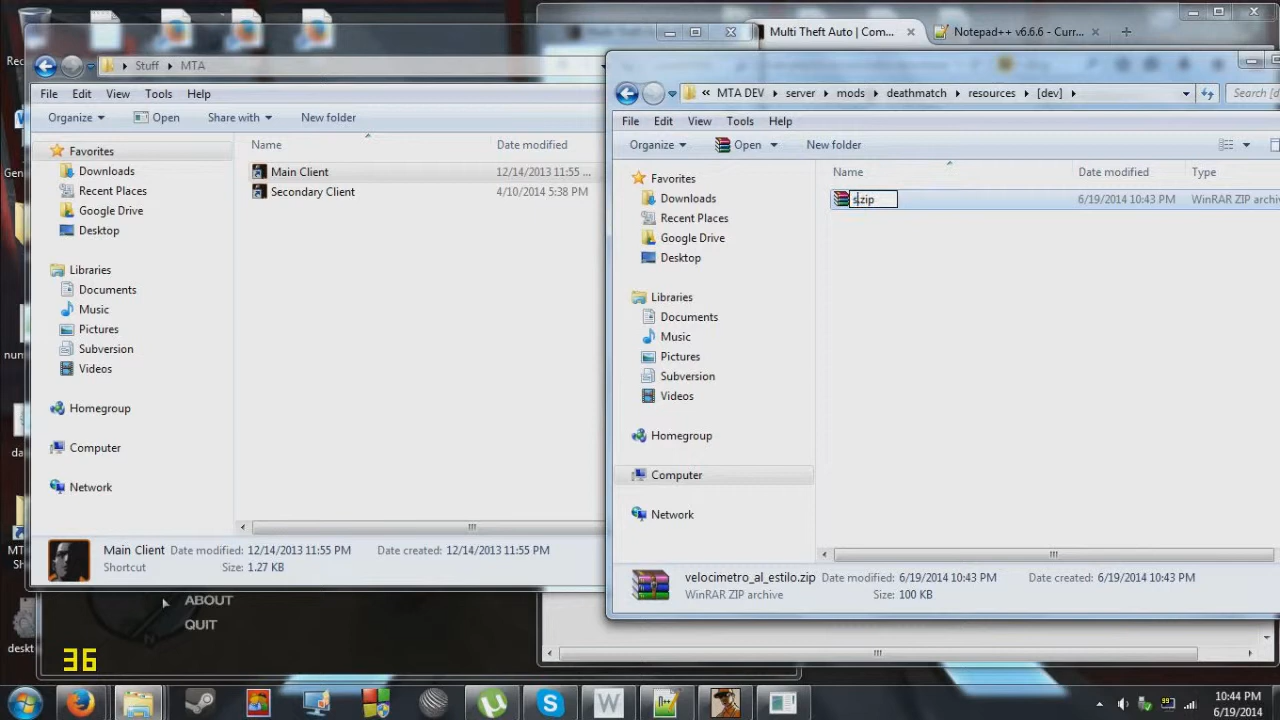 Rec
Gen
nun
da
MT
SH
deskt
Stuff MTA
File Edit View Tools Help
Organize Open Share with New folder
Name Date modified
Favorites
Downloads
Recent Places
Google Drive
Desktop
Libraries
Documents
Music
Pictures
Subversion
Videos
Homegroup
Computer
Network
Main Client 12/14/2013 11:55 ...
Secondary Client 4/10/2014 5:38 PM
Main Client Date modified: 12/14/2013 11:55 PM Date created: 12/14/2013 11:55 PM
Shortcut Size: 1.27 KB
ABOUT
QUIT
36
Multi Theft Auto | Com... Notepad++ v6.6.6 - Curr...
« MTA DEV server mods deathmatch resources [dev] Search [d
File Edit View Tools Help
Organize Open New folder
Name Date modified Type
Favorites
Downloads
Recent Places
Google Drive
Desktop
Libraries
Documents
Music
Pictures
Subversion
Videos
Homegroup
Computer
Network
s.zip 6/19/2014 10:43 PM WinRAR ZIP archi
velocimetro_al_estilo.zip Date modified: 6/19/2014 10:43 PM Date created: 6/19/2014 10:43 PM
WinRAR ZIP archive Size: 100 KB
10:44 PM
6/19/2014